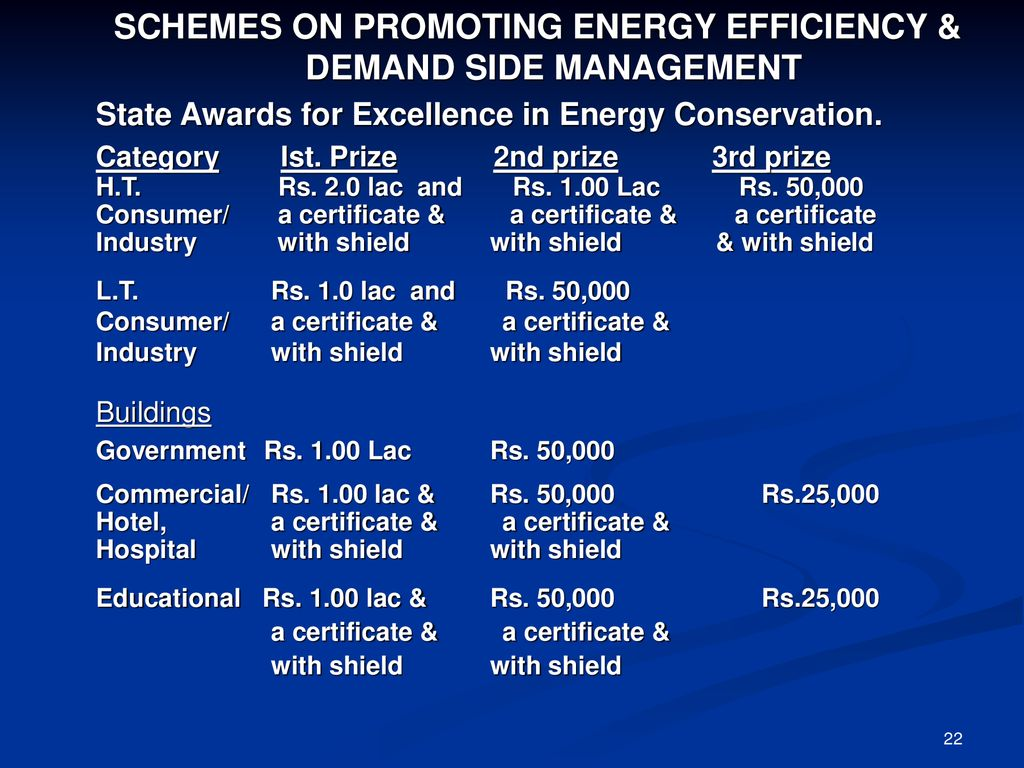 SCHEMES ON PROMOTING ENERGY EFFICIENCY &
DEMAND SIDE MANAGEMENT
State Awards for Excellence in Energy Conservation.
Category Ist. Prize 2nd prize 3rd prize
H.T. Rs. 2.0 lac and Rs. 1.00 Lac Rs. 50,000
Consumer/ a certificate & a certificate & a certificate
Industry with shield with shield & with shield
L.T. Rs. 1.0 lac and Rs. 50,000
Consumer/ a certificate & a certificate &
Industry with shield with shield
Buildings
Government Rs. 1.00 Lac Rs. 50,000
Commercial/ Rs. 1.00 lac & Rs. 50,000 Rs.25,000
Hotel, a certificate & a certificate &
Hospital with shield with shield
Educational Rs. 1.00 lac & Rs. 50,000 Rs.25,000
a certificate & a certificate &
with shield with shield
22